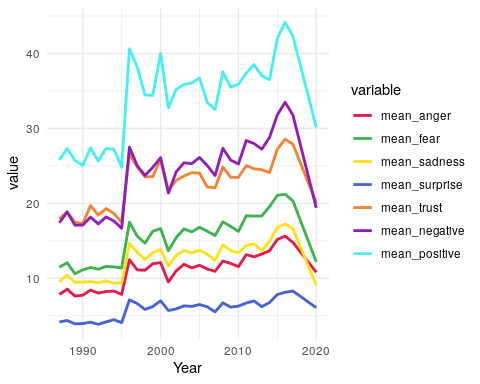 40
30
20
10
value
1990
2000
2010
2020
Year
variable
mean_anger
mean_fear
mean_sadness
mean_surprise
mean_trust
mean_negative
mean_positive